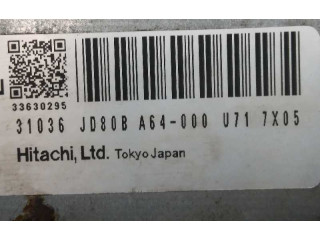 33630295
31036 JD80B A64-000 U71 7X05
Hitachi, Ltd. Tokyo Japan